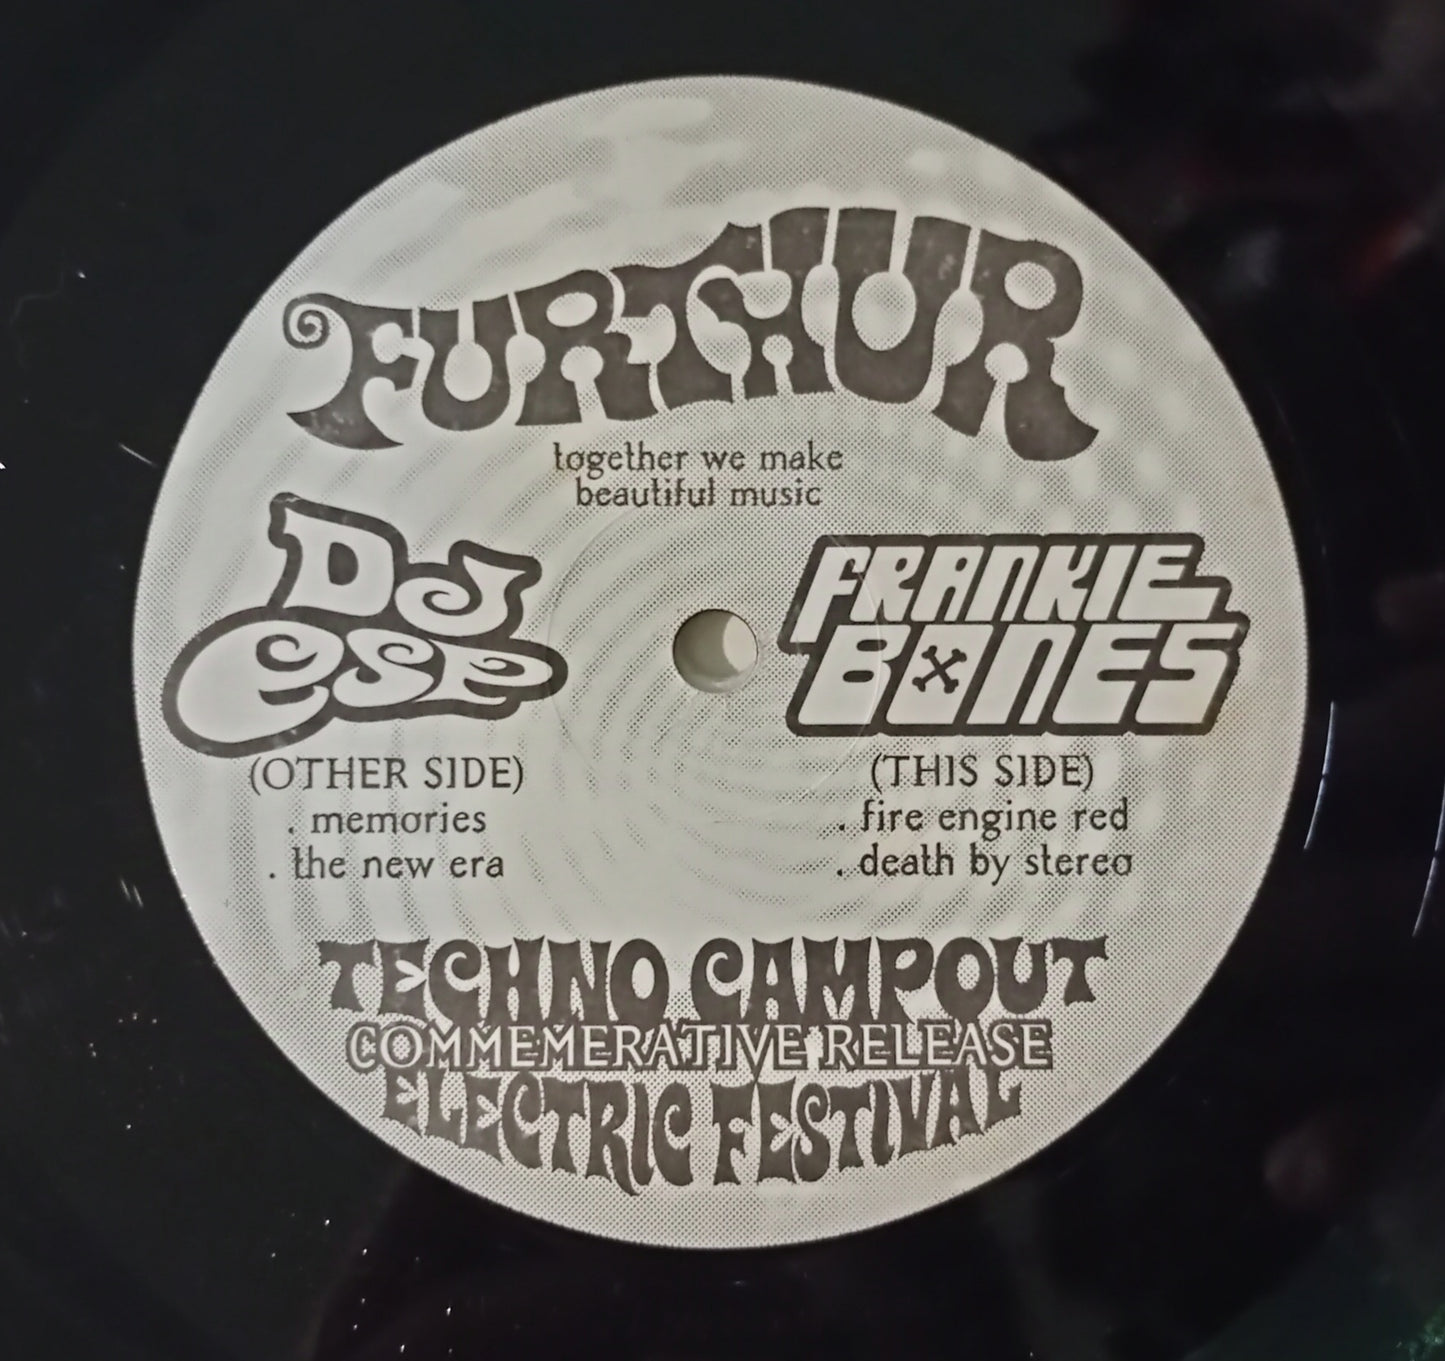 FURTHUR
together we make
beautiful music
DJ
esp
(OTHER SIDE)
. memories
. the new era
FRANKIE
BONES
(THIS SIDE)
. fire engine red
. death by stereo
TECHNO CAMPOUT
COMMEMERATIVE RELEASE
ELECTRIC FESTIVAL